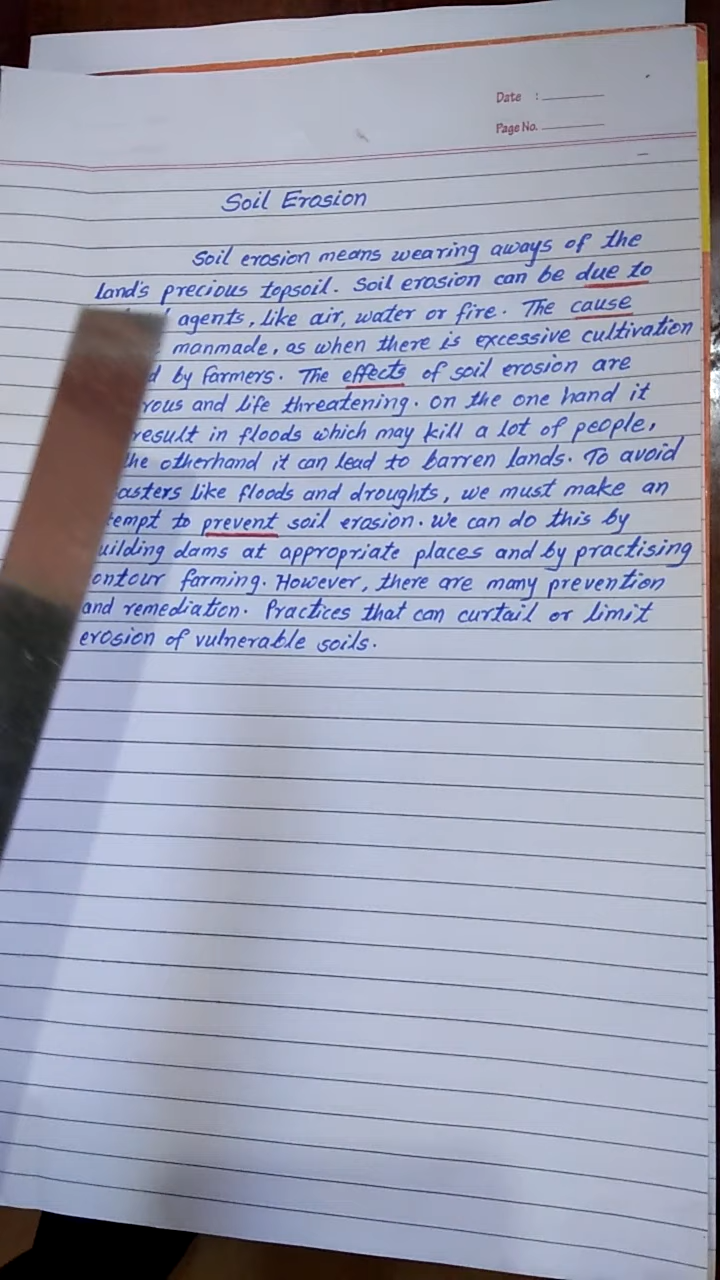 Date :
Page No.
Soil Erosion
Soil erosion means wearing aways of the
land's precious topsoil. Soil erosion can be due to
agents, like air, water or fire. The cause
manmade, as when there is excessive cultivation
by farmers. The effects of soil erosion are
and life threatening. On the one hand it
result in floods which may kill a lot of people,
the otherhand it can lead to barren lands. To avoid
asters like floods and droughts, we must make an
empt to prevent soil erosion. We can do this by
uilding dams at appropriate places and by practising
ontour farming. However, there are many prevention
and remediation. Practices that can curtail or limit
erosion of vulnerable soils.